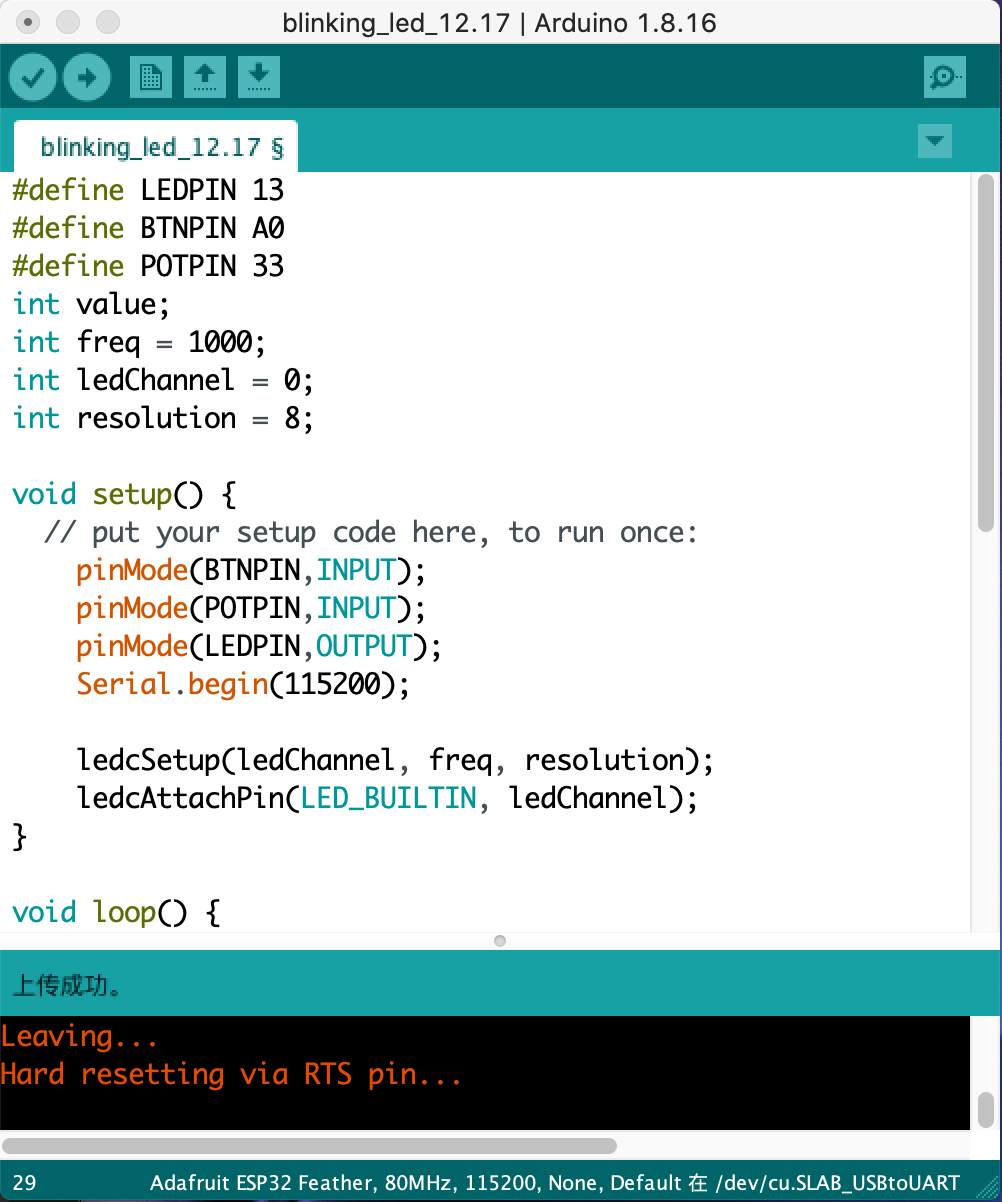 blinking_led_12.17 | Arduino 1.8.16
blinking_led_12.17 §
#define LEDPIN 13
#define BTNPIN A0
#define POTPIN 33
int value;
int freq = 1000;
int ledChannel = 0;
int resolution = 8;
void setup() {
// put your setup code here, to run once:
pinMode(BTNPIN,INPUT);
pinMode(POTPIN,INPUT);
pinMode(LEDPIN,OUTPUT);
Serial.begin(115200);
ledcSetup(ledChannel, freq, resolution);
ledcAttachPin(LED_BUILTIN, ledChannel);
}
void loop() {
上传成功。
Leaving...
Hard resetting via RTS pin...
29 Adafruit ESP32 Feather, 80MHz, 115200, None, Default 在 /dev/cu.SLAB_USBtoUART